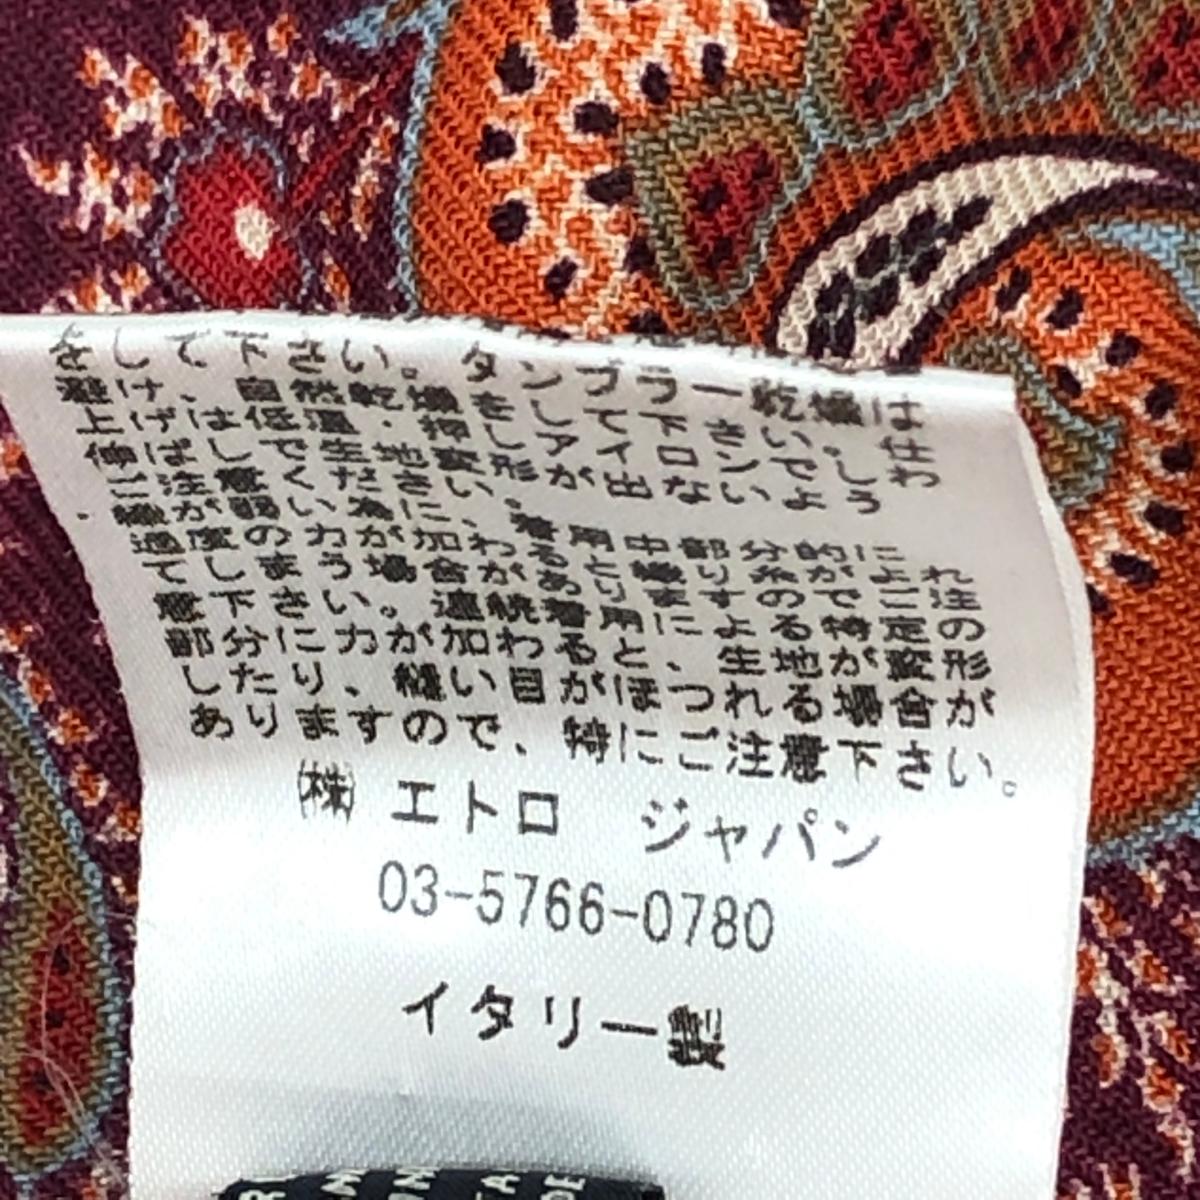 をして下さい。タンブラー乾燥は
避け、自然乾燥をして下さい。仕
上げは低温・押しアイロンでしわ
伸ばしで生地変形が出ないよう
ご注意ください。
・縫が弱い為に、着用中部分的に
過度の力が加わると縫り糸がよれ
てしまう場合がありますのでご注
意下さい。連続着用による特定の
部分に力が加わると、生地が変形
したり、縫い目がほつれる場合が
ありますので、特にご注意下さい。
㈱ エトロ ジャパン
03-5766-0780
イタリー製